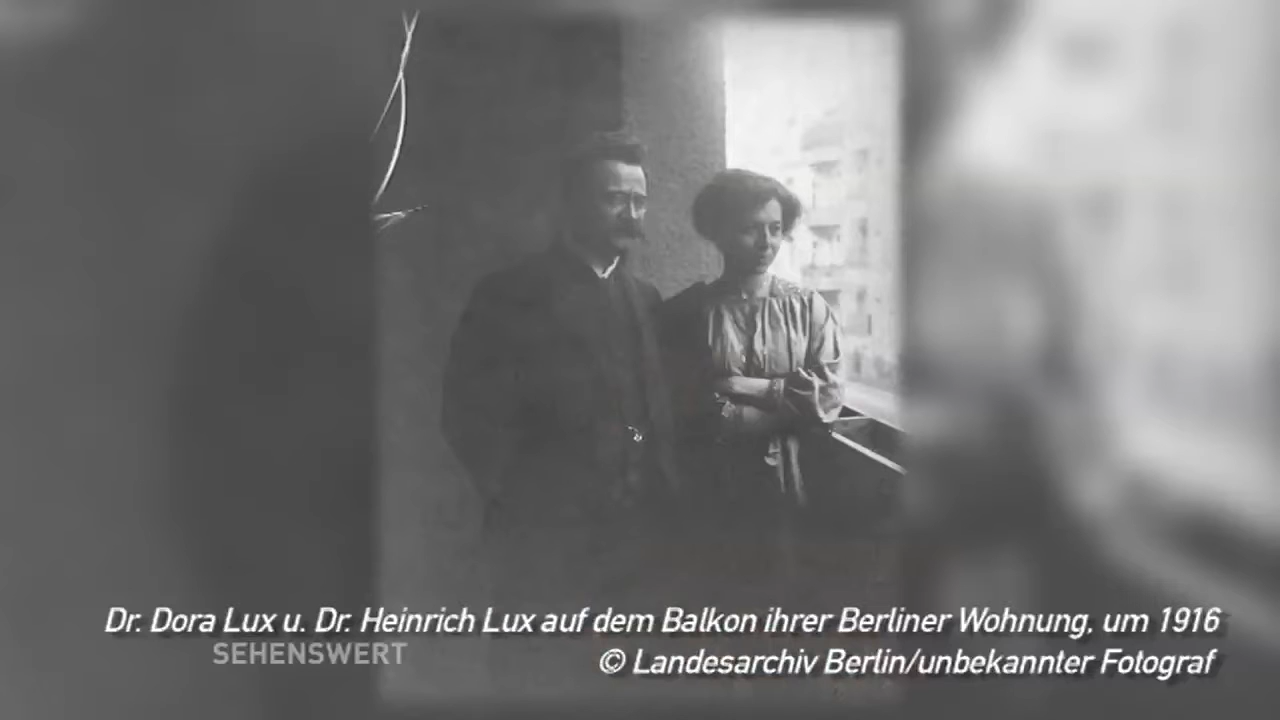 Dr. Dora Lux u. Dr. Heinrich Lux auf dem Balkon ihrer Berliner Wohnung, um 1916
SEHENSWERT
© Landesarchiv Berlin/unbekannter Fotograf